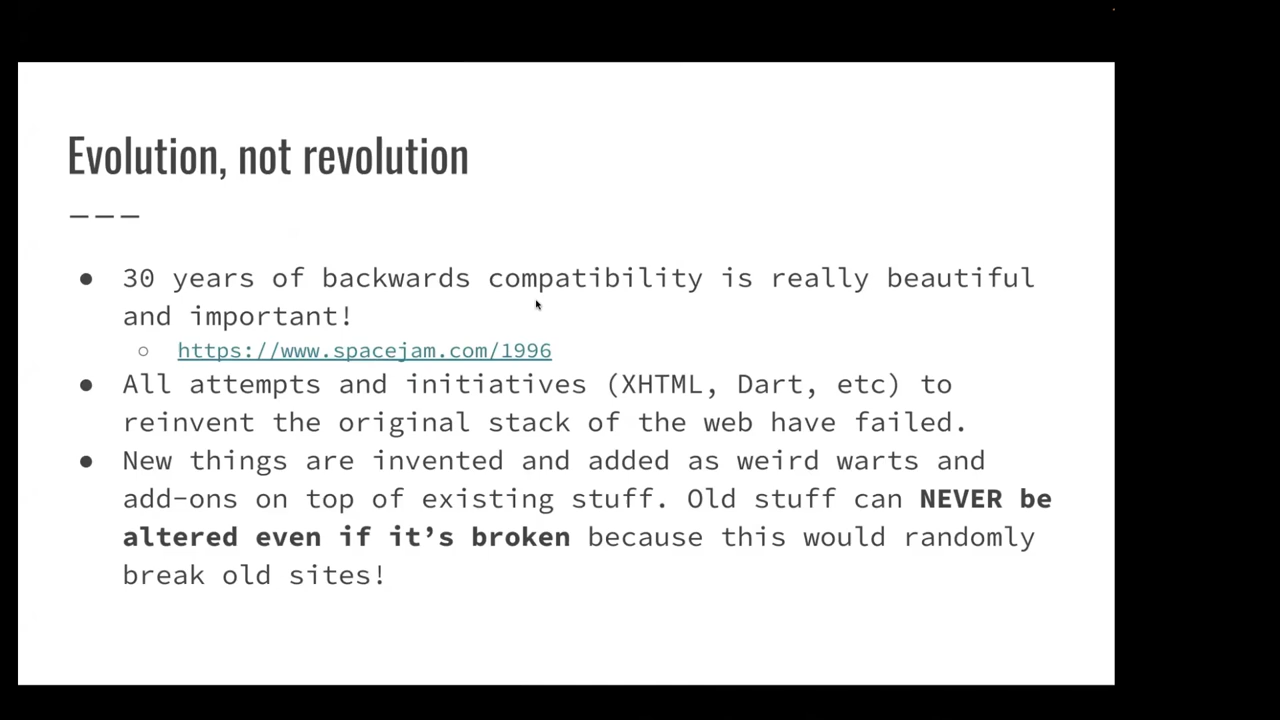 Evolution, not revolution
———
● 30 years of backwards compatibility is really beautiful
and important!
○ https://www.spacejam.com/1996
● All attempts and initiatives (XHTML, Dart, etc) to
reinvent the original stack of the web have failed.
● New things are invented and added as weird warts and
add-ons on top of existing stuff. Old stuff can NEVER be
altered even if it’s broken because this would randomly
break old sites!